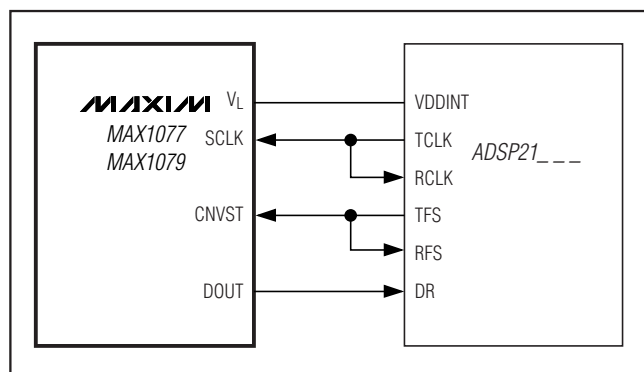 MAXIM
MAX1077
MAX1079
VL
SCLK
CNVST
DOUT
VDDINT
TCLK
RCLK
TFS
RFS
DR
ADSP21_ _ _